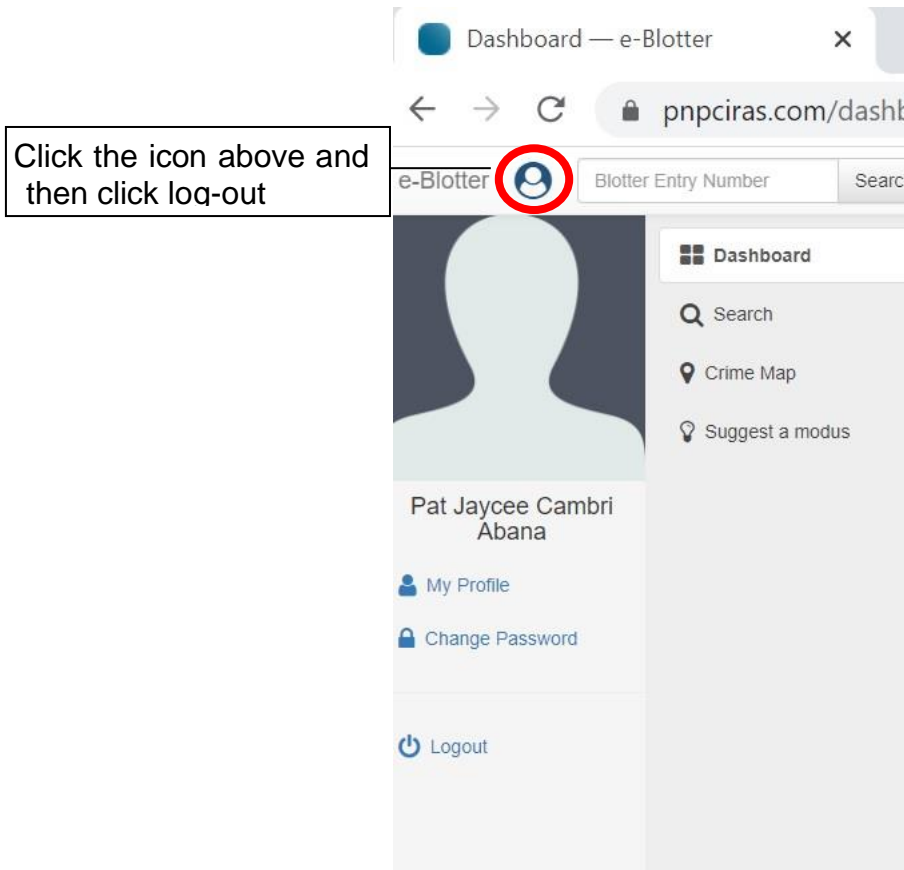 Dashboard — e-Blotter
pnpciras.com/dashb
Click the icon above and
then click log-out
e-Blotter
Blotter Entry Number
Searc
Dashboard
Search
Crime Map
Suggest a modus
Pat Jaycee Cambri
Abana
My Profile
Change Password
Logout